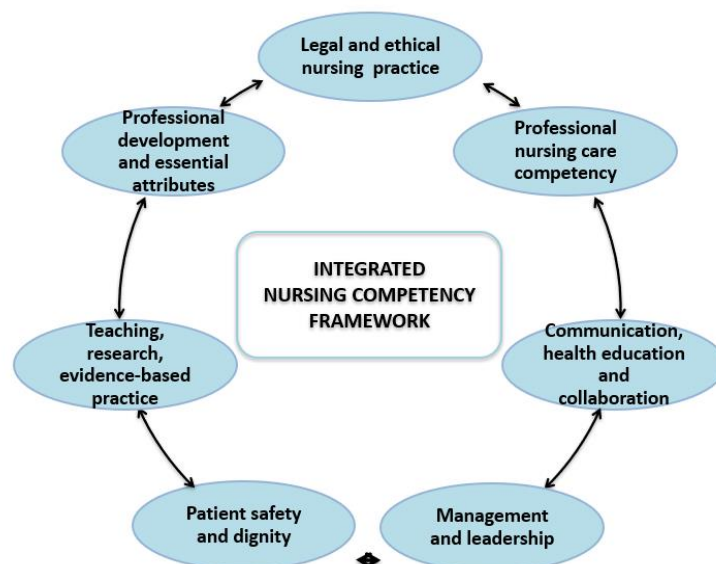 Legal and ethical
nursing practice
Professional
development
and essential
attributes
Professional
nursing care
competency
INTEGRATED
NURSING COMPETENCY
FRAMEWORK
Teaching,
research,
evidence-based
practice
Communication,
health education
and
collaboration
Patient safety
and dignity
Management
and leadership